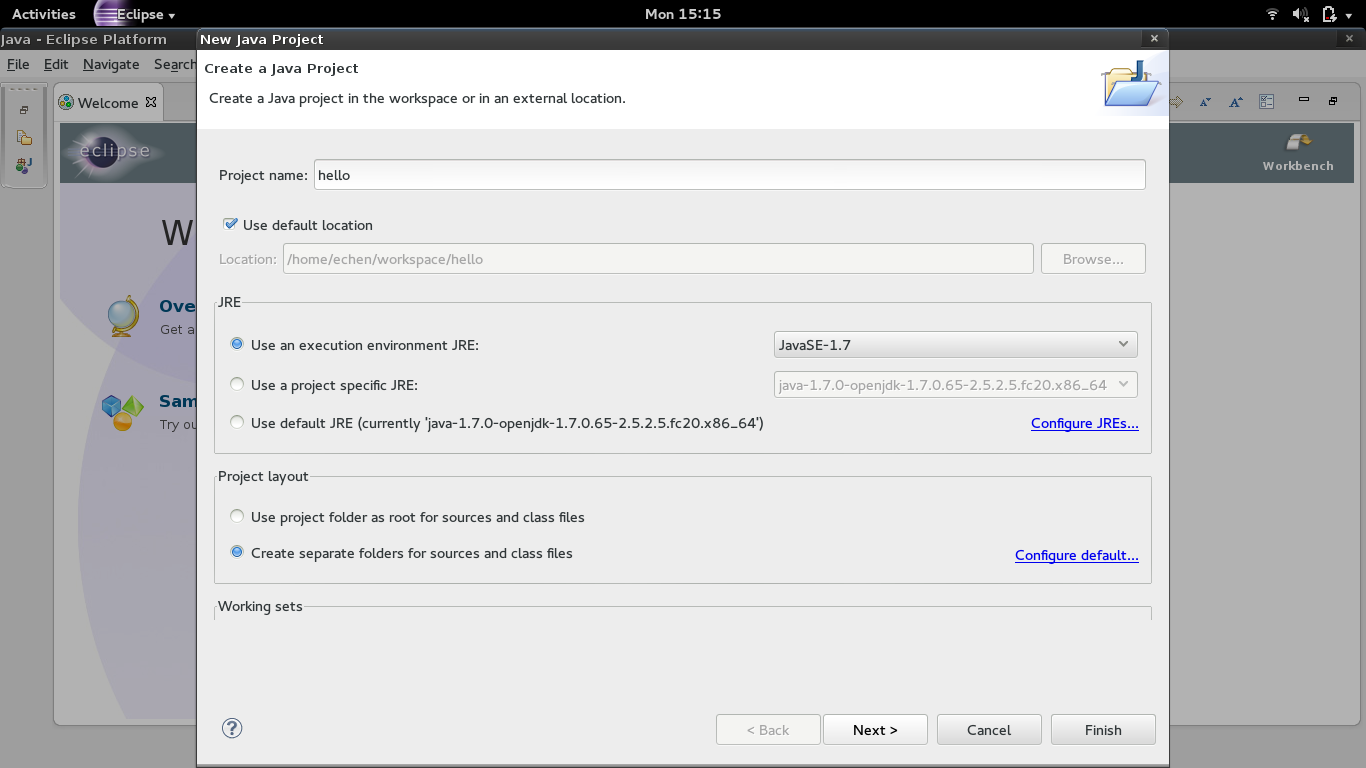 Activities Eclipse Mon 15:15
Java - Eclipse Platform New Java Project
File Edit Navigate Search
Create a Java Project
Create a Java project in the workspace or in an external location.
Welcome
eclipse
Workbench
Project name: hello
W
Use default location
Location: /home/echen/workspace/hello Browse...
Ove
Get a
JRE
Use an execution environment JRE: JavaSE-1.7
Use a project specific JRE: java-1.7.0-openjdk-1.7.0.65-2.5.2.5.fc20.x86_64
Sam
Try ou
Use default JRE (currently 'java-1.7.0-openjdk-1.7.0.65-2.5.2.5.fc20.x86_64') Configure JREs...
Project layout
Use project folder as root for sources and class files
Create separate folders for sources and class files Configure default...
Working sets
? < Back Next > Cancel Finish